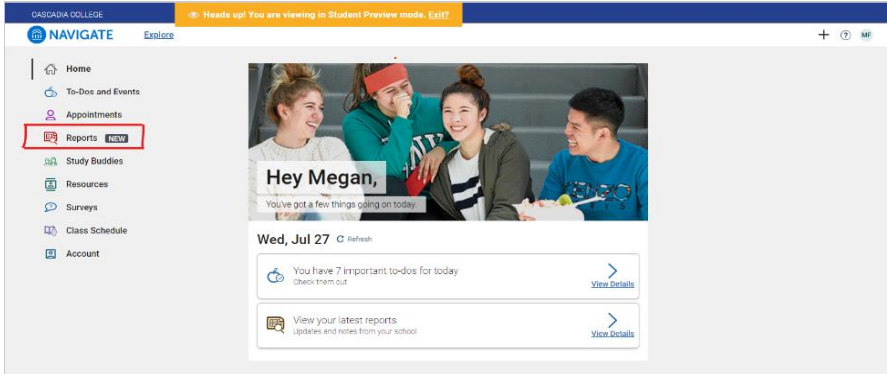 CASCADIA COLLEGE
Heads up! You are viewing in Student Preview mode. Exit?
NAVIGATE
Explore
MF
Home
To-Dos and Events
Appointments
Reports NEW
Study Buddies
Resources
Surveys
Class Schedule
Account
Hey Megan,
You've got a few things going on today.
Wed, Jul 27 Refresh
You have 7 important to-dos for today
Check them out
View Details
View your latest reports
Updates and notes from your school
View Details